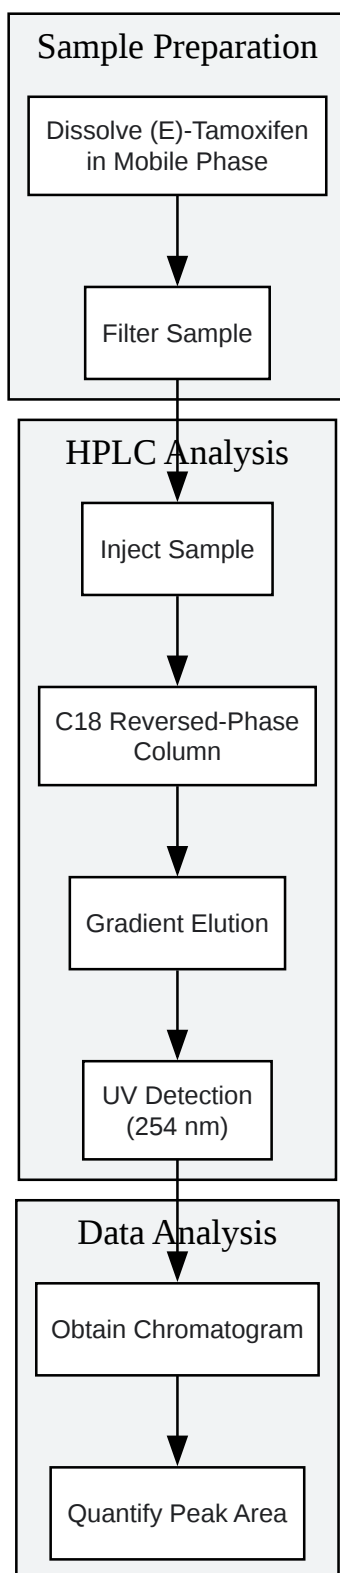 Sample Preparation
Dissolve (E)-Tamoxifen
in Mobile Phase
Filter Sample
HPLC Analysis
Inject Sample
C18 Reversed-Phase
Column
Gradient Elution
UV Detection
(254 nm)
Data Analysis
Obtain Chromatogram
Quantify Peak Area